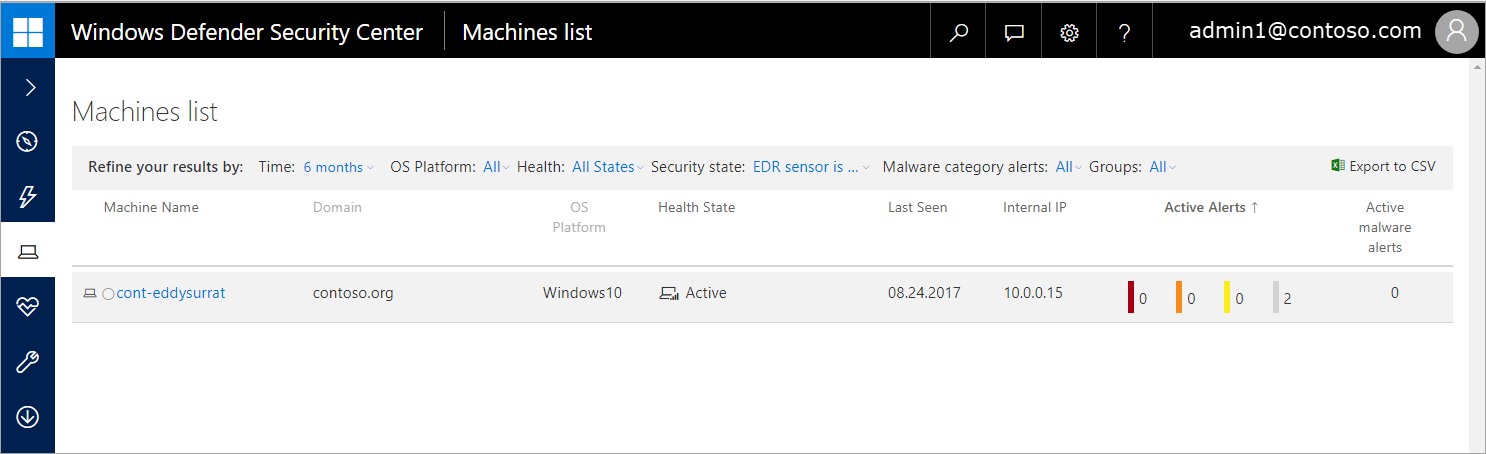 Windows Defender Security Center Machines list ? admin1@contoso.com
Machines list
Refine your results by: Time: 6 months OS Platform: All Health: All States Security state: EDR sensor is ... Malware category alerts: All Groups: All Export to CSV
Machine Name Domain OS Platform Health State Last Seen Internal IP Active Alerts ↑ Active malware alerts
cont-eddysurrat contoso.org Windows10 Active 08.24.2017 10.0.0.15 0 0 0 2 0